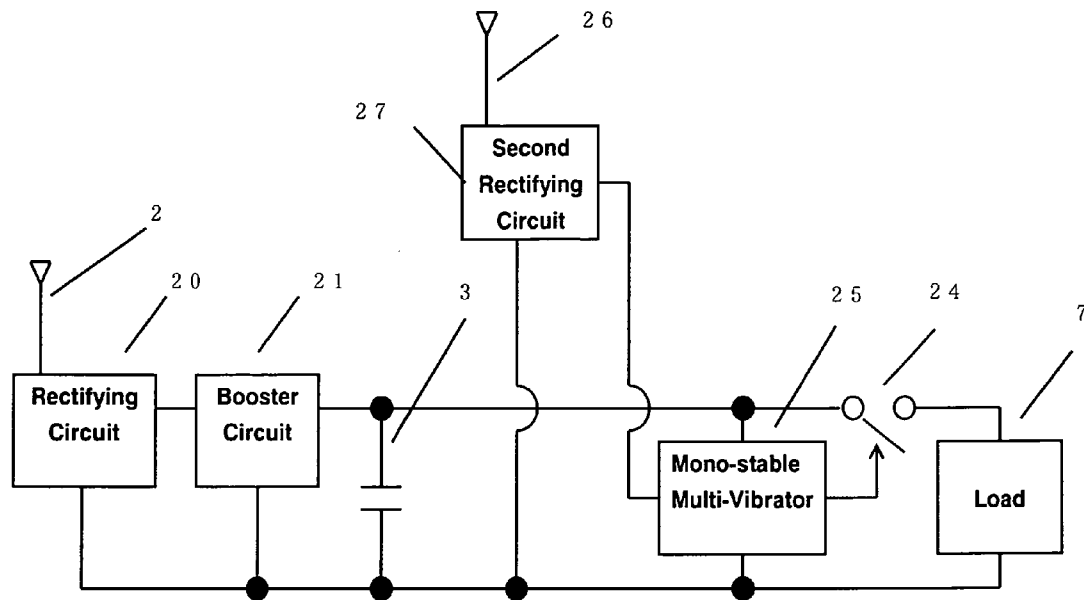 2 6
2 7
Second
Rectifying
Circuit
2
2 0
2 1
3
2 5
2 4
7
Rectifying
Circuit
Booster
Circuit
Mono-stable
Multi-Vibrator
Load